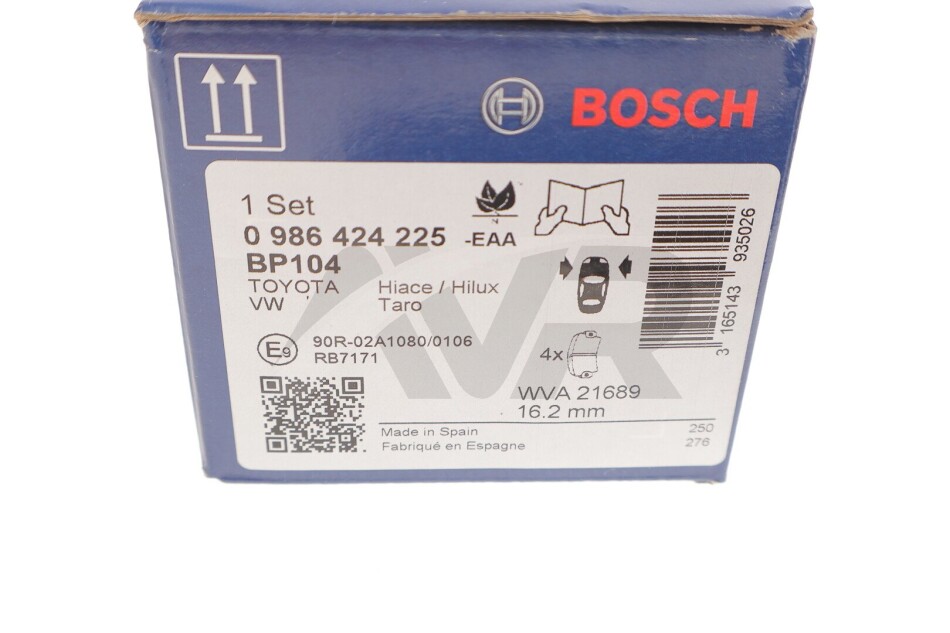 BOSCH
1 Set
0 986 424 225 -EAA
BP104
TOYOTA Hiace / Hilux
VW Taro
E9 90R-02A1080/0106
RB7171
4x
WVA 21689
16.2 mm
Made in Spain 250
Fabriqué en Espagne 276
3 165143 935026
IVR